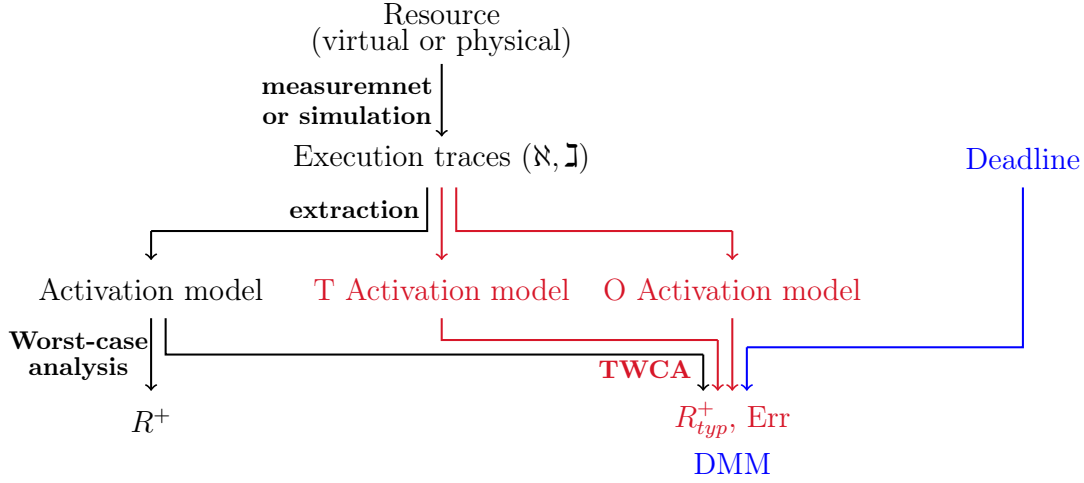 Resource
(virtual or physical)
measuremnet
or simulation
Execution traces (ℵ, ℷ)
Deadline
extraction
Activation model
T Activation model
O Activation model
Worst-case
analysis
TWCA
R⁺
R⁺typ, Err
DMM